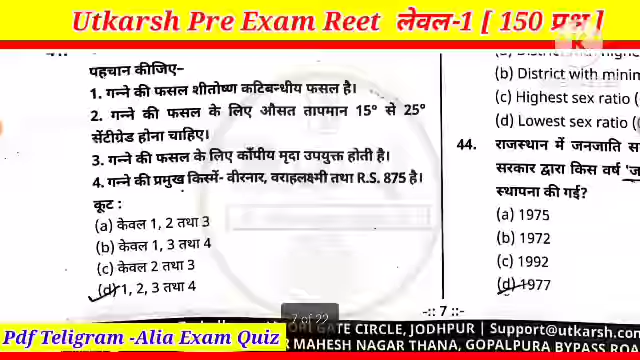 Utkarsh Pre Exam Reet लेवल-1 [ 150 प्रश्न ]
पहचान कीजिए–
1. गन्ने की फसल शीतोष्ण कटिबन्धीय फसल है।
2. गन्ने की फसल के लिए औसत तापमान 15° से 25°
सेंटीग्रेड होना चाहिए।
3. गन्ने की फसल के लिए काँपीय मृदा उपयुक्त होती है।
4. गन्ने की प्रमुख किस्में- वीरनार, वराहलक्ष्मी तथा R.S. 875 है।
कूट :
(a) केवल 1, 2 तथा 3
(b) केवल 1, 3 तथा 4
(c) केवल 2 तथा 3
(d) 1, 2, 3 तथा 4
(b) District with minim
(c) Highest sex ratio (
(d) Lowest sex ratio (
44. राजस्थान में जनजाति स
सरकार द्वारा किस वर्ष 'ज
स्थापना की गई?
(a) 1975
(b) 1972
(c) 1992
(d) 1977
-:: 7 ::-
7 of 22
GATE CIRCLE, JODHPUR | Support@utkarsh.com
R MAHESH NAGAR THANA, GOPALPURA BYPASS ROA
Pdf Teligram -Alia Exam Quiz